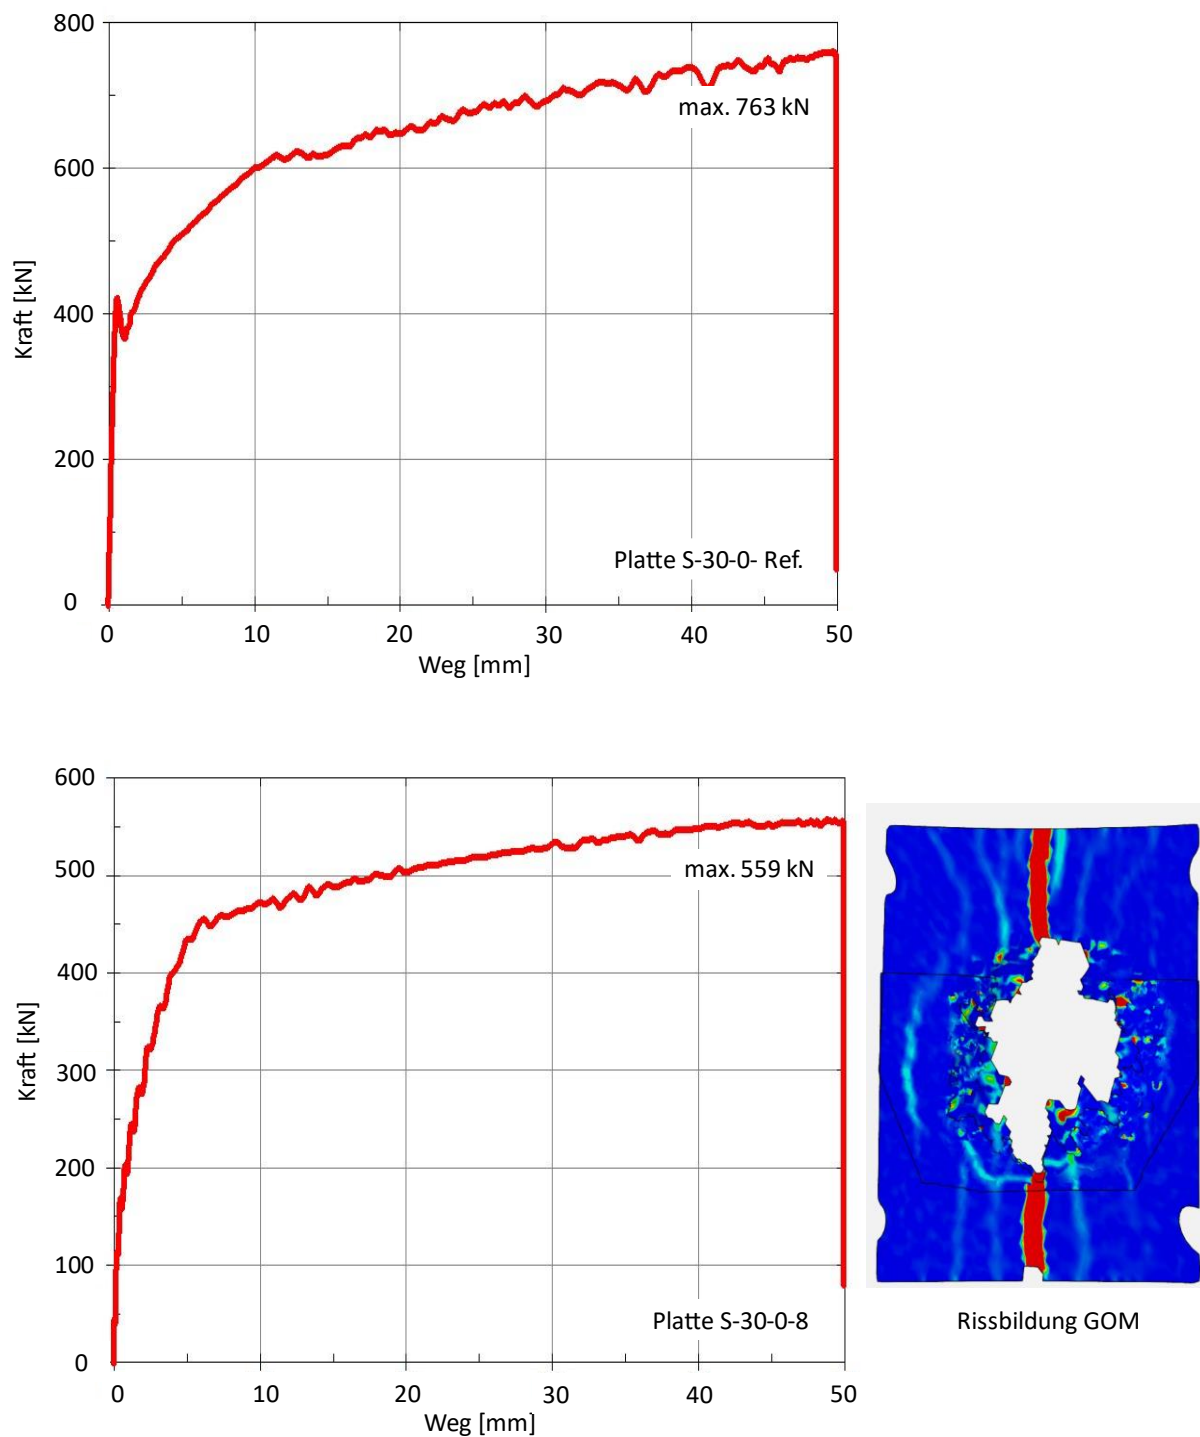 800
600
400
200
0
Kraft [kN]
max. 763 kN
Platte S-30-0- Ref.
0 10 20 30 40 50
Weg [mm]
600
500
400
300
200
100
0
Kraft [kN]
max. 559 kN
Platte S-30-0-8
0 10 20 30 40 50
Weg [mm]
Rissbildung GOM